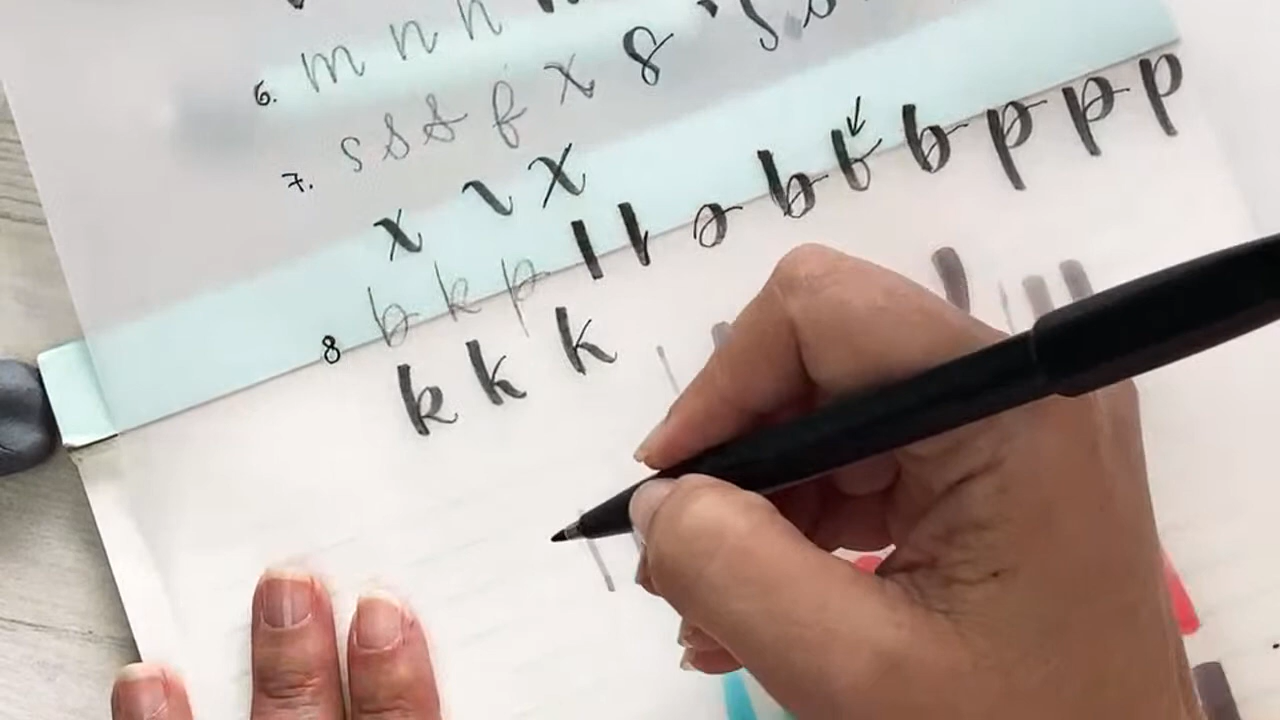 6. m n n
7. s s s f x 8
x x
8 b k p l l o b b b p p p
k k k